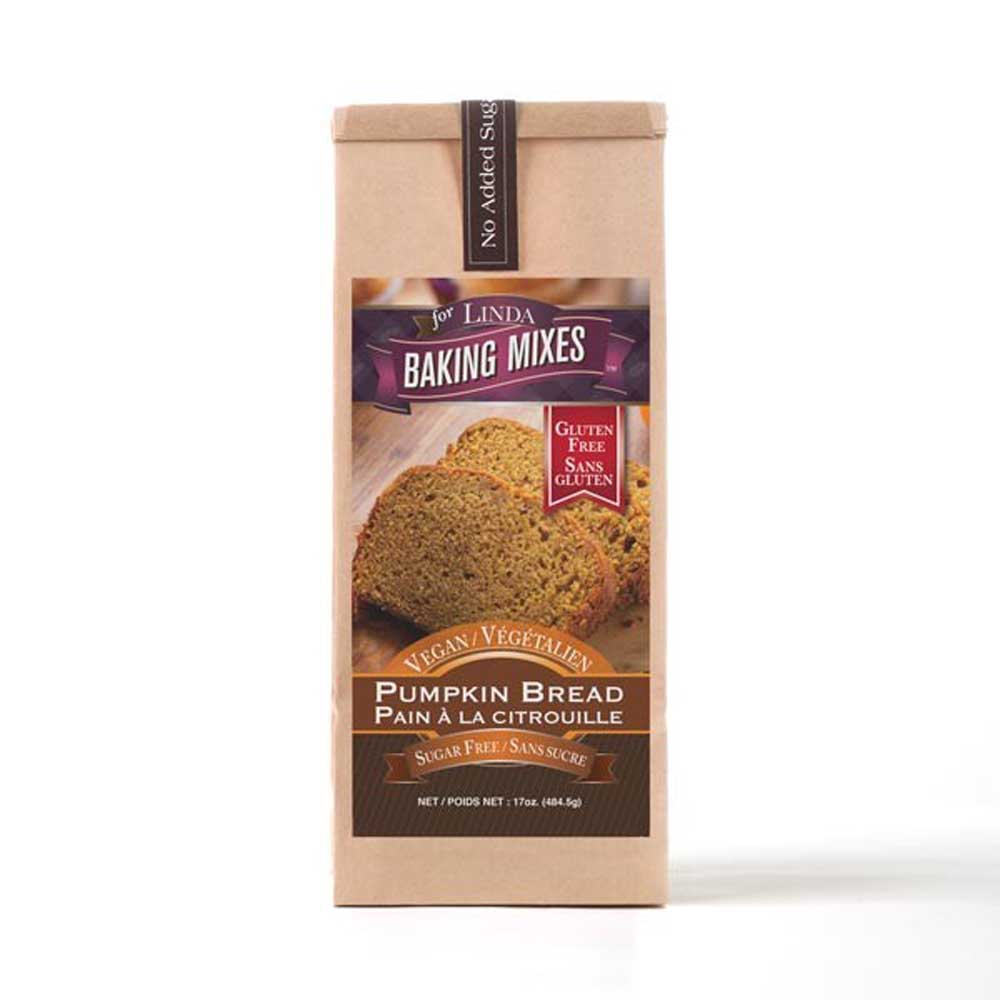 No Added Sug
for LINDA
BAKING MIXES
TM
GLUTEN
FREE
SANS
GLUTEN
VEGAN / VÉGÉTALIEN
PUMPKIN BREAD
PAIN À LA CITROUILLE
SUGAR FREE / SANS SUCRE
NET / POIDS NET : 17oz. (484.5g)